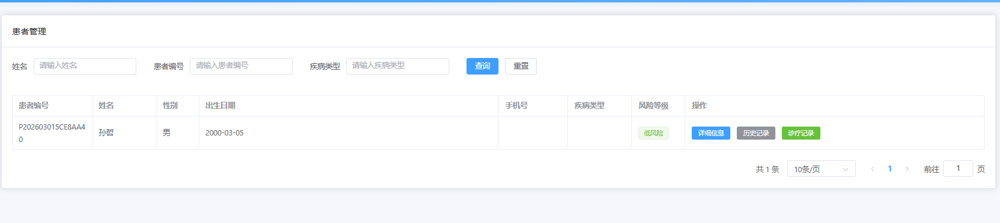 患者管理
姓名 请输入姓名 患者编号 请输入患者编号 疾病类型 请输入疾病类型 查询 重置
患者编号 姓名 性别 出生日期 手机号 疾病类型 风险等级 操作
P202603015CE8AA4
0 孙哲 男 2000-03-05 低风险 详细信息 历史记录 诊疗记录
共 1 条 10条/页 1 前往 1 页